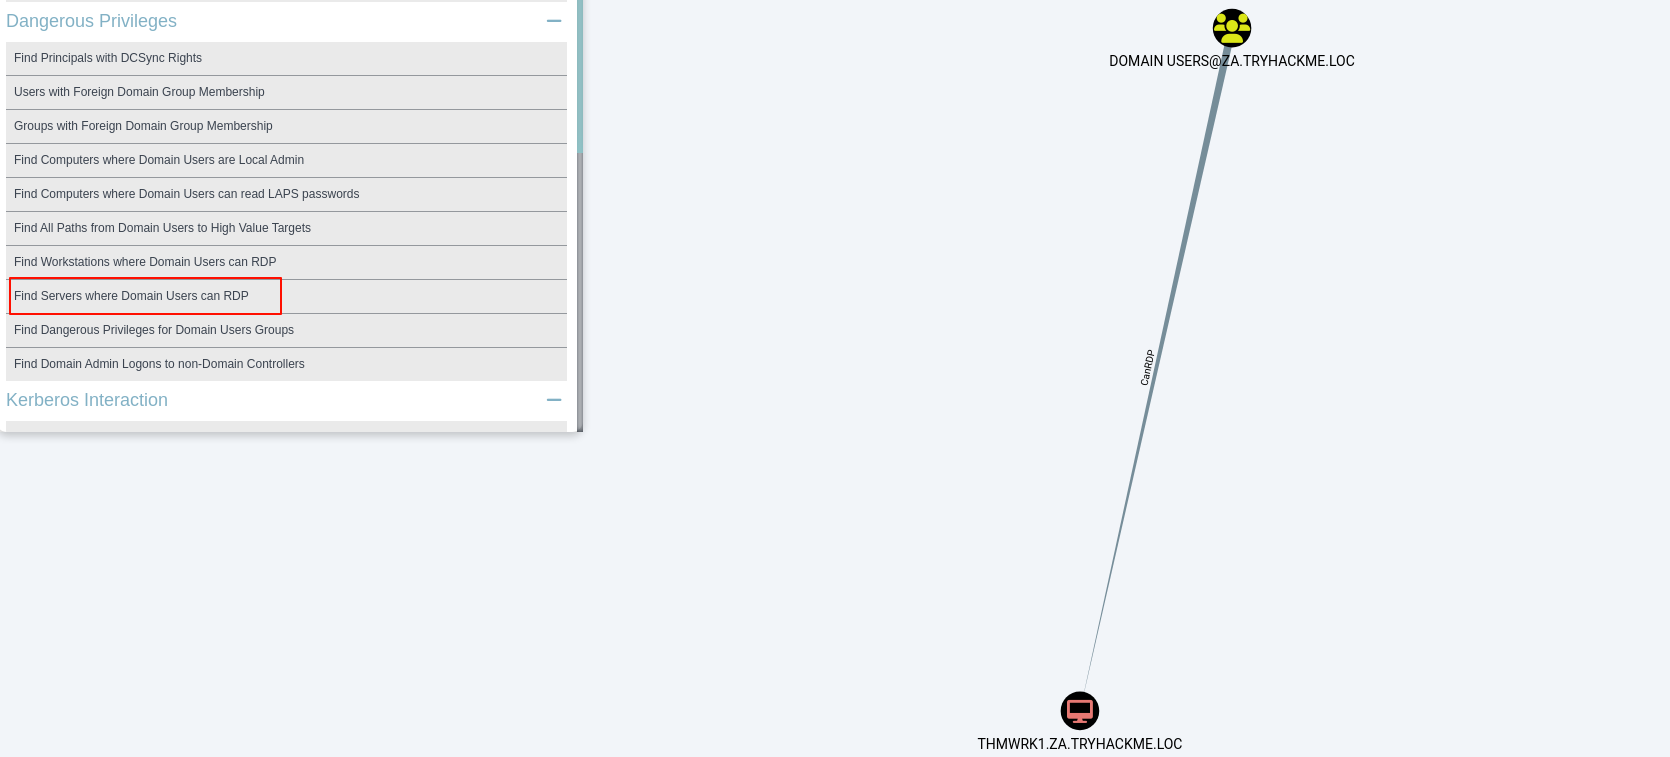 Dangerous Privileges
Find Principals with DCSync Rights
Users with Foreign Domain Group Membership
Groups with Foreign Domain Group Membership
Find Computers where Domain Users are Local Admin
Find Computers where Domain Users can read LAPS passwords
Find All Paths from Domain Users to High Value Targets
Find Workstations where Domain Users can RDP
Find Servers where Domain Users can RDP
Find Dangerous Privileges for Domain Users Groups
Find Domain Admin Logons to non-Domain Controllers
Kerberos Interaction
DOMAIN USERS@ZA.TRYHACKME.LOC
CanRDP
THMWRK1.ZA.TRYHACKME.LOC